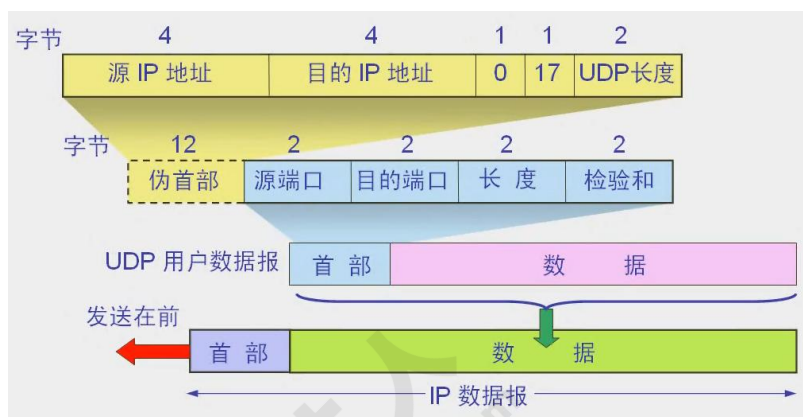 字节 4 4 1 1 2
源 IP 地址 目的 IP 地址 0 17 UDP长度
字节 12 2 2 2 2
伪首部 源端口 目的端口 长 度 检验和
UDP 用户数据报 首 部 数 据
发送在前
首 部 数 据
IP 数据报